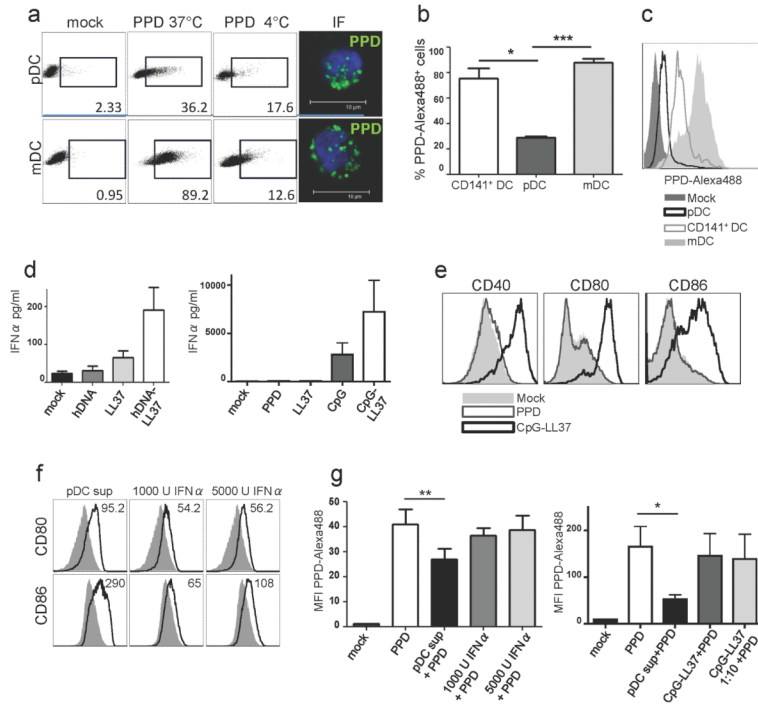 a
mock
PPD 37°C
PPD 4°C
IF
pDC
2.33
36.2
17.6
PPD
10 µm
mDC
0.95
89.2
12.6
PPD
10 µm
b
% PPD-Alexa488⁺ cells
100
80
60
40
20
0
*
***
CD141⁺ DC
pDC
mDC
c
PPD-Alexa488
Mock
pDC
CD141⁺ DC
mDC
d
IFNα pg/ml
200
100
0
mock
hDNA
LL37
hDNA-
LL37
IFNα pg/ml
10000
5000
0
mock
PPD
LL37
CpG
CpG-
LL37
e
CD40
CD80
CD86
Mock
PPD
CpG-LL37
f
pDC sup
1000 U IFNα
5000 U IFNα
CD80
95.2
54.2
56.2
CD86
290
65
108
g
MFI PPD-Alexa488
50
40
30
20
10
0
**
mock
PPD
pDC sup
+ PPD
1000 U IFNα
+ PPD
5000 U IFNα
+ PPD
MFI PPD-Alexa488
200
100
0
*
mock
PPD
pDC sup+PPD
CpG-LL37+PPD
CpG-LL37
1:10 +PPD